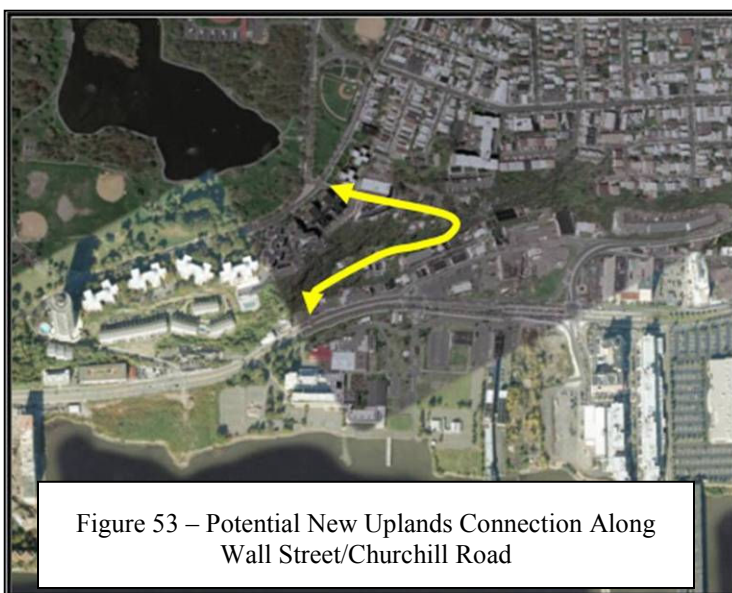 Figure 53 – Potential New Uplands Connection Along
Wall Street/Churchill Road